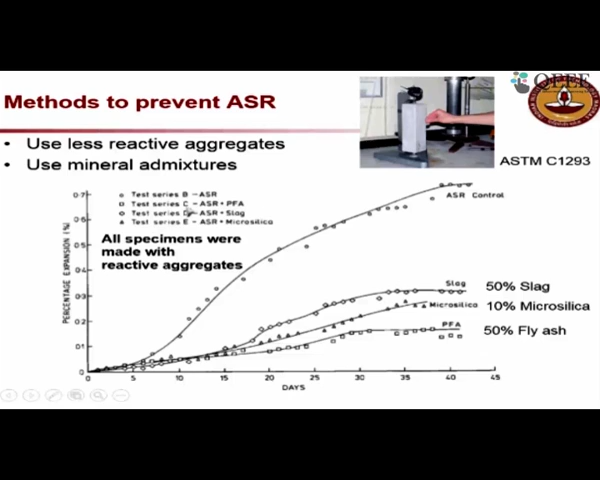 QEEE
Methods to prevent ASR
• Use less reactive aggregates
• Use mineral admixtures
ASTM C1293
Test series B - ASR
Test series C - ASR + PFA
Test series D - ASR + Slag
Test series E - ASR + Microsilica
All specimens were
made with
reactive aggregates
PERCENTAGE EXPANSION (%)
0·7
0·6
0·5
0·4
0·3
0·2
0·1
0
ASR Control
Slag
50% Slag
Microsilica
10% Microsilica
PFA
50% Fly ash
0 5 10 15 20 25 30 35 40 45
DAYS